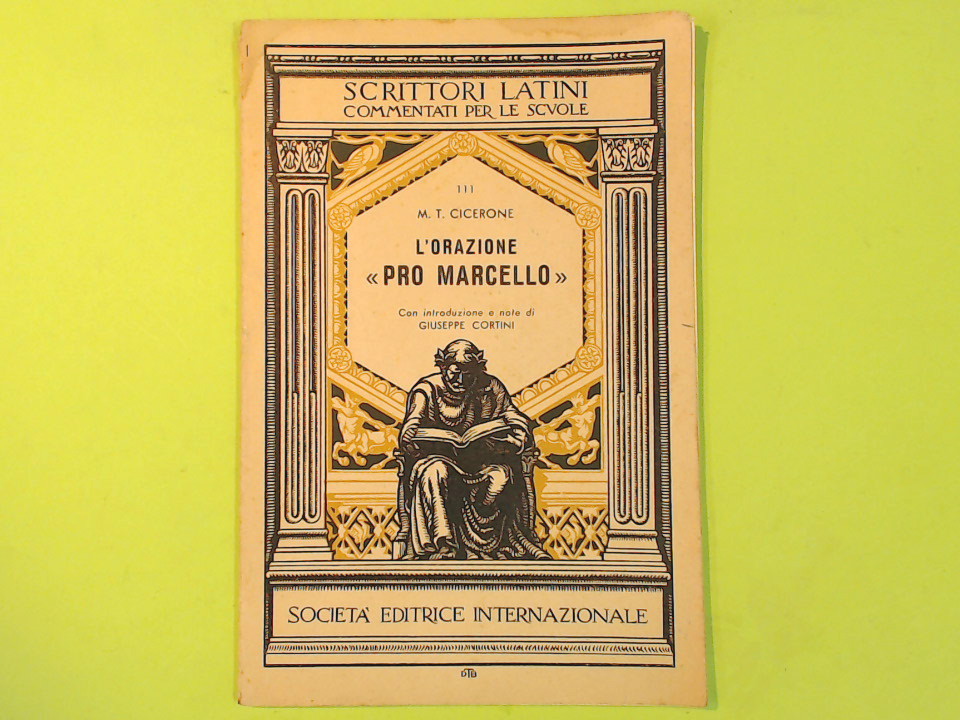 SCRITTORI LATINI
COMMENTATI PER LE SCVOLE
111
M. T. CICERONE
L'ORAZIONE
«PRO MARCELLO»
Con introduzione e note di
GIUSEPPE CORTINI
SOCIETA' EDITRICE INTERNAZIONALE